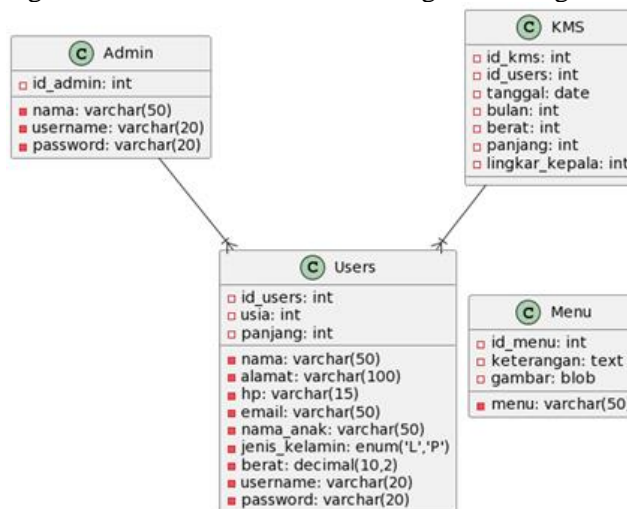 C Admin
id_admin: int
nama: varchar(50)
username: varchar(20)
password: varchar(20)
C KMS
id_kms: int
id_users: int
tanggal: date
bulan: int
berat: int
panjang: int
lingkar_kepala: int
C Users
id_users: int
usia: int
panjang: int
nama: varchar(50)
alamat: varchar(100)
hp: varchar(15)
email: varchar(50)
nama_anak: varchar(50)
jenis_kelamin: enum('L','P')
berat: decimal(10,2)
username: varchar(20)
password: varchar(20)
C Menu
id_menu: int
keterangan: text
gambar: blob
menu: varchar(50